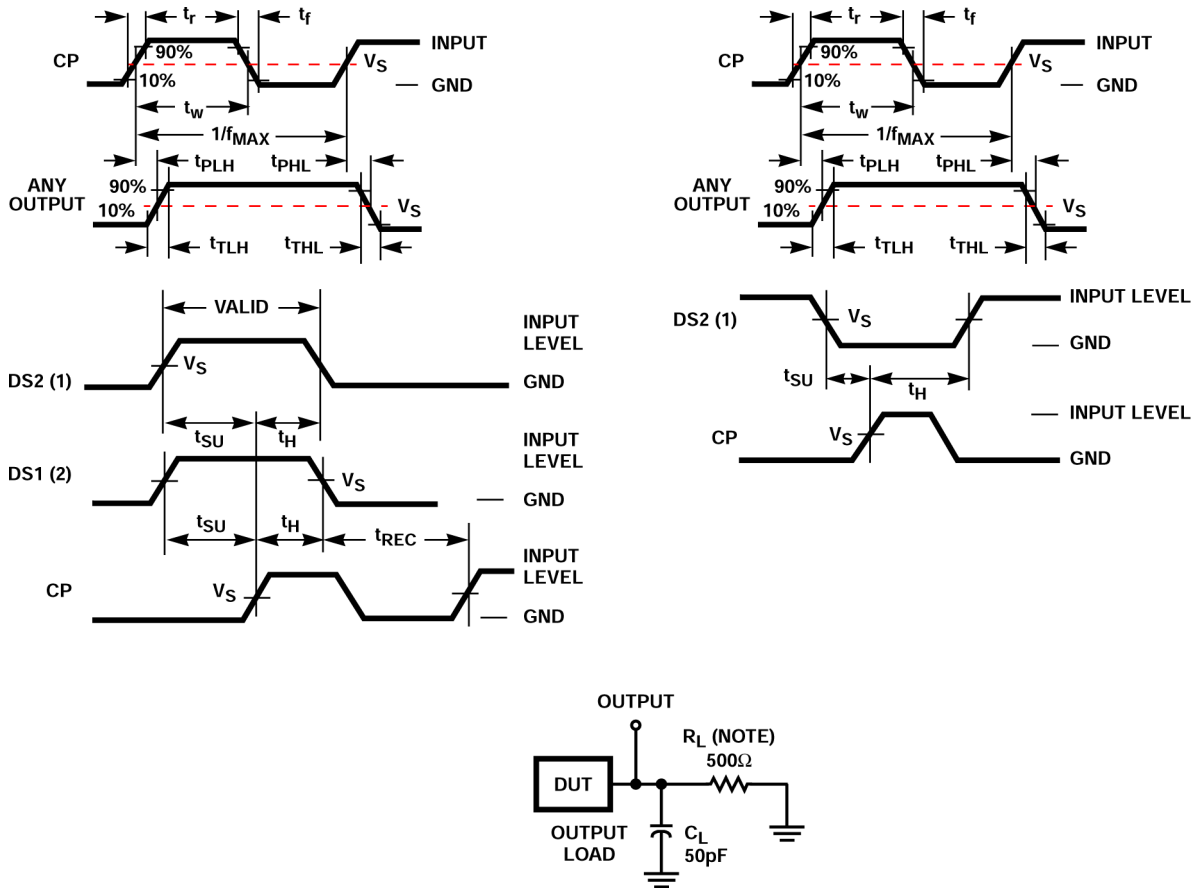 tr
tf
INPUT
CP
90%
VS
10%
GND
tW
1/fMAX
tPLH
tPHL
ANY
OUTPUT
90%
10%
VS
tTLH
tTHL
VALID
INPUT
LEVEL
VS
DS2 (1)
GND
tSU
tH
INPUT
LEVEL
DS1 (2)
VS
GND
tSU
tH
tREC
INPUT
LEVEL
CP
VS
GND
tr
tf
INPUT
CP
90%
VS
10%
GND
tW
1/fMAX
tPLH
tPHL
ANY
OUTPUT
90%
10%
VS
tTLH
tTHL
INPUT LEVEL
DS2 (1)
VS
GND
tSU
tH
INPUT LEVEL
CP
VS
GND
OUTPUT
RL (NOTE)
500Ω
DUT
OUTPUT
LOAD
CL
50pF